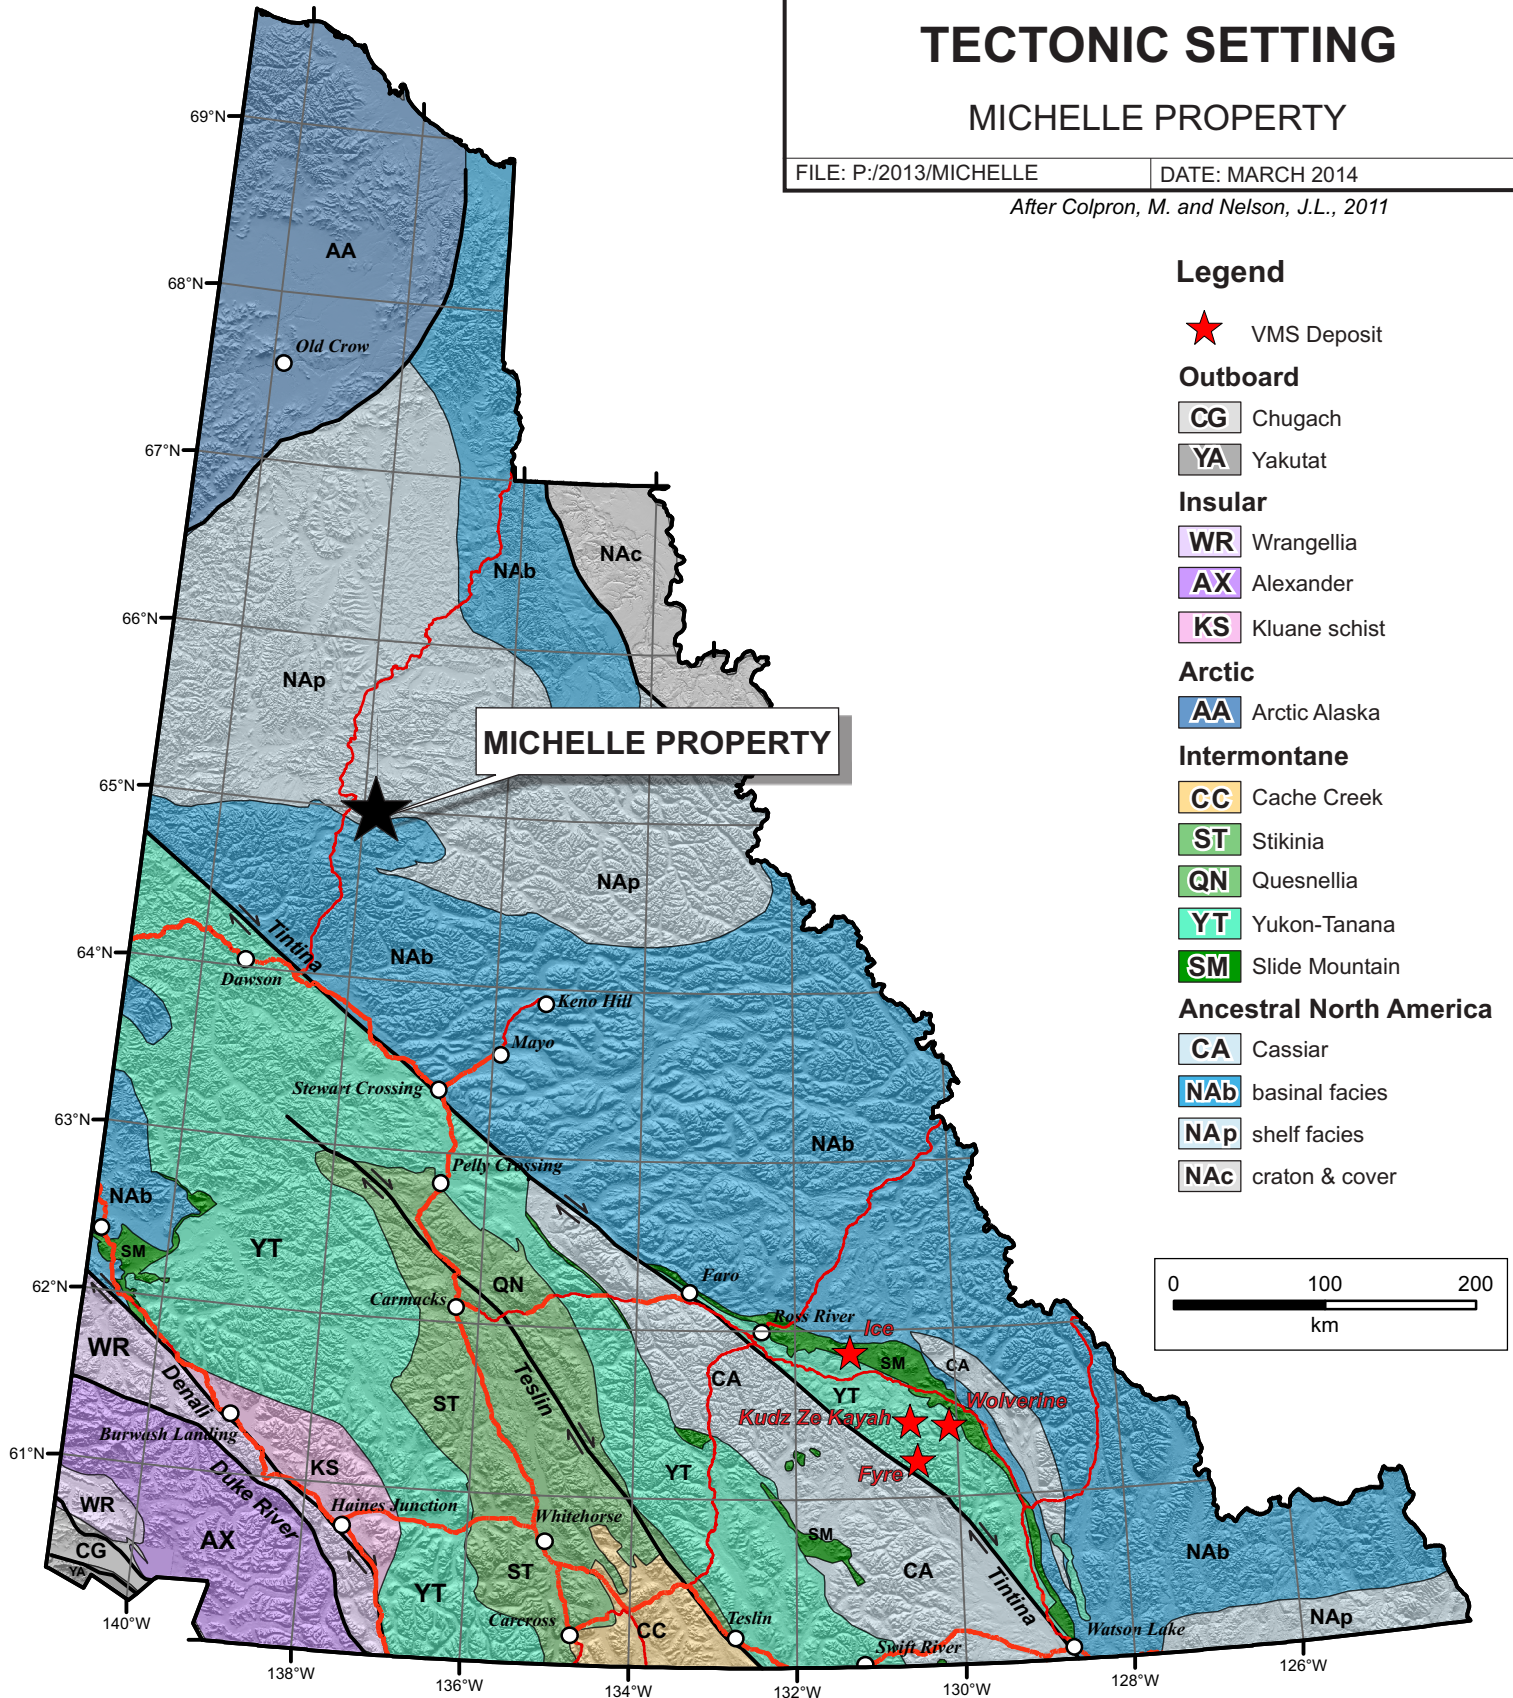 TECTONIC SETTING
MICHELLE PROPERTY
FILE: P:/2013/MICHELLE
DATE: MARCH 2014
After Colpron, M. and Nelson, J.L., 2011
Legend
VMS Deposit
Outboard
CG Chugach
YA Yakutat
Insular
WR Wrangellia
AX Alexander
KS Kluane schist
Arctic
AA Arctic Alaska
Intermontane
CC Cache Creek
ST Stikinia
QN Quesnellia
YT Yukon-Tanana
SM Slide Mountain
Ancestral North America
CA Cassiar
NAb basinal facies
NAp shelf facies
NAc craton & cover
0 100 200
km
69°N
68°N
67°N
66°N
65°N
64°N
63°N
62°N
61°N
140°W
138°W
136°W
134°W
132°W
130°W
128°W
126°W
AA
Old Crow
NAc
NAb
NAp
MICHELLE PROPERTY
NAp
NAb
Tintina
Dawson
Keno Hill
Mayo
Stewart Crossing
NAb
Pelly Crossing
NAb
SM
YT
QN
Faro
Carmacks
Ross River
Ice
SM
CA
WR
Denali
Teslin
CA
YT
Wolverine
ST
Kudz Ze Kayah
Burwash Landing
Fyre
KS
YT
Duke River
WR
Haines Junction
Whitehorse
AX
SM
CG
YA
NAb
ST
CA
YT
Tintina
Carcross
CC
Teslin
Swift River
Watson Lake
NAp